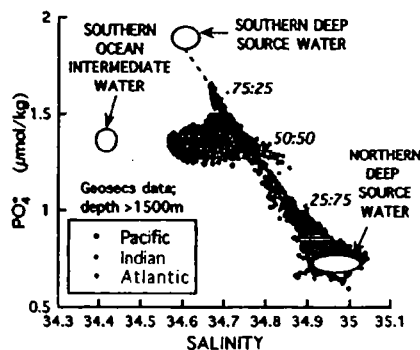 SOUTHERN
OCEAN
INTERMEDIATE
WATER
SOUTHERN DEEP
SOURCE WATER
.75:25
50:50
25:75
NORTHERN
DEEP
SOURCE
WATER
Geosecs data;
depth >1500m
Pacific
Indian
Atlantic
PO₄* (µmol/kg)
2
1.5
1
0.5
34.3 34.4 34.5 34.6 34.7 34.8 34.9 35 35.1
SALINITY